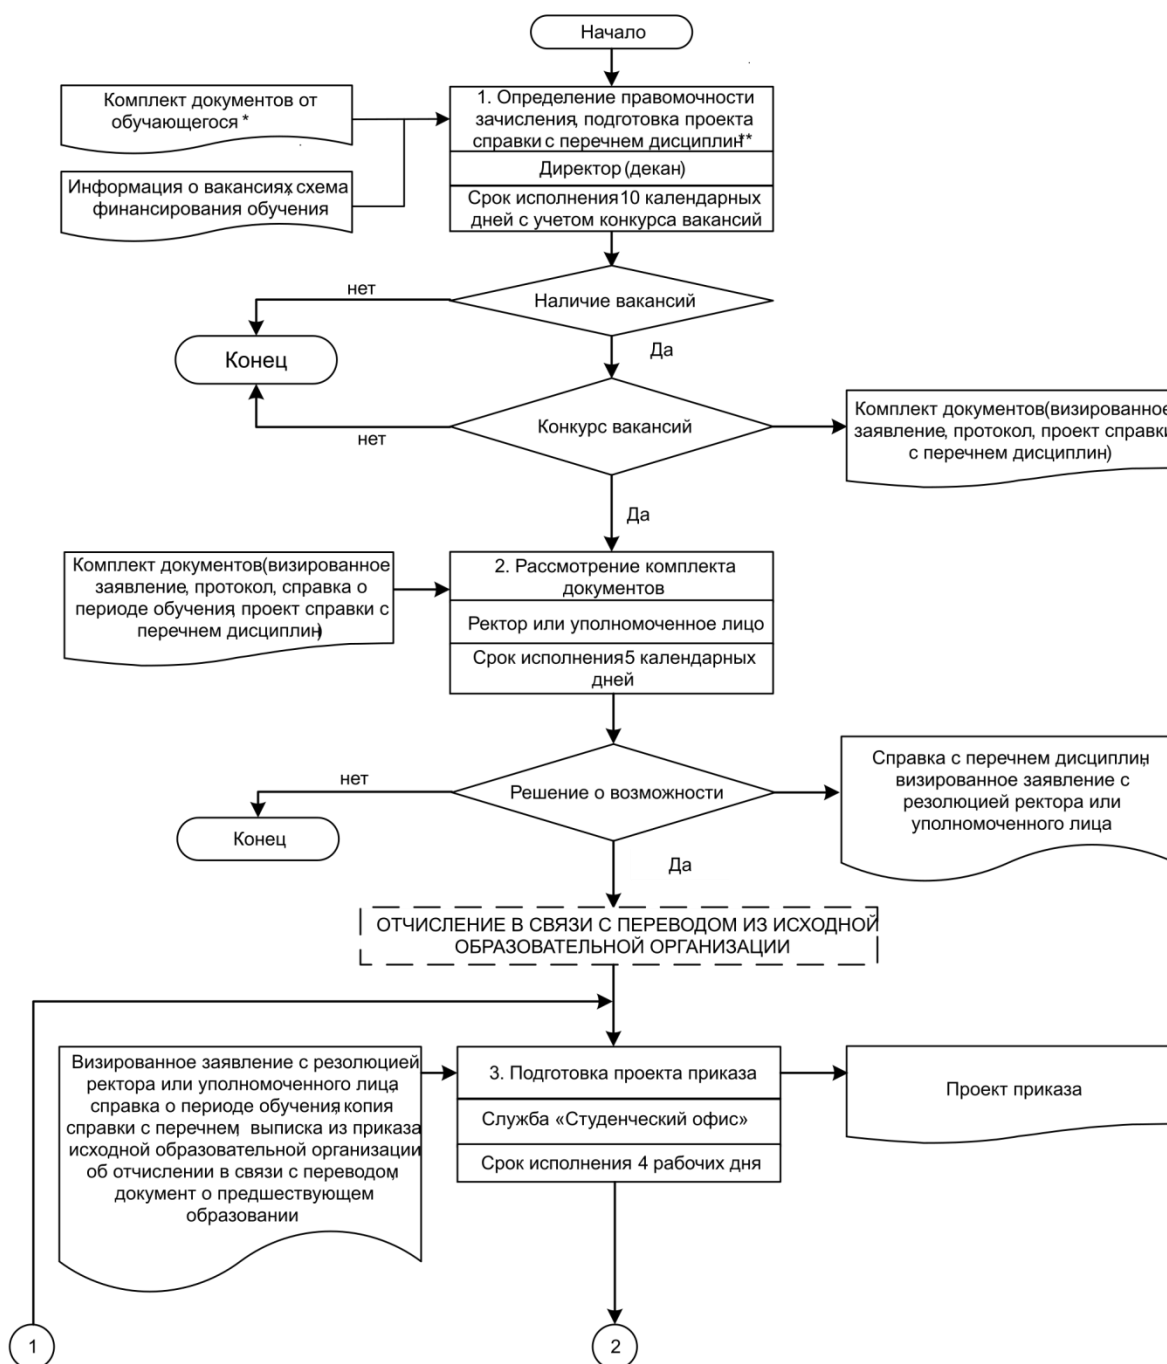 Начало
Комплект документов от
обучающегося *
1. Определение правомочности
зачисления, подготовка проекта
справки с перечнем дисциплин**
Директор (декан)
Информация о вакансиях, схема
финансирования обучения
Срок исполнения 10 календарных
дней с учетом конкурса вакансий
нет
Наличие вакансий
Конец
Да
Конкурс вакансий
нет
Комплект документов(визированное
заявление, протокол, проект справки
с перечнем дисциплин)
Да
Комплект документов(визированное
заявление, протокол, справка о
периоде обучения, проект справки с
перечнем дисциплин)
2. Рассмотрение комплекта
документов
Ректор или уполномоченное лицо
Срок исполнения 5 календарных
дней
нет
Решение о возможности
Конец
Справка с перечнем дисциплин,
визированное заявление с
резолюцией ректора или
уполномоченного лица
Да
ОТЧИСЛЕНИЕ В СВЯЗИ С ПЕРЕВОДОМ ИЗ ИСХОДНОЙ
ОБРАЗОВАТЕЛЬНОЙ ОРГАНИЗАЦИИ
Визированное заявление с резолюцией
ректора или уполномоченного лица,
справка о периоде обучения, копия
справки с перечнем, выписка из приказа
исходной образовательной организации
об отчислении в связи с переводом,
документ о предшествующем
образовании
3. Подготовка проекта приказа
Служба «Студенческий офис»
Срок исполнения 4 рабочих дня
Проект приказа
1
2